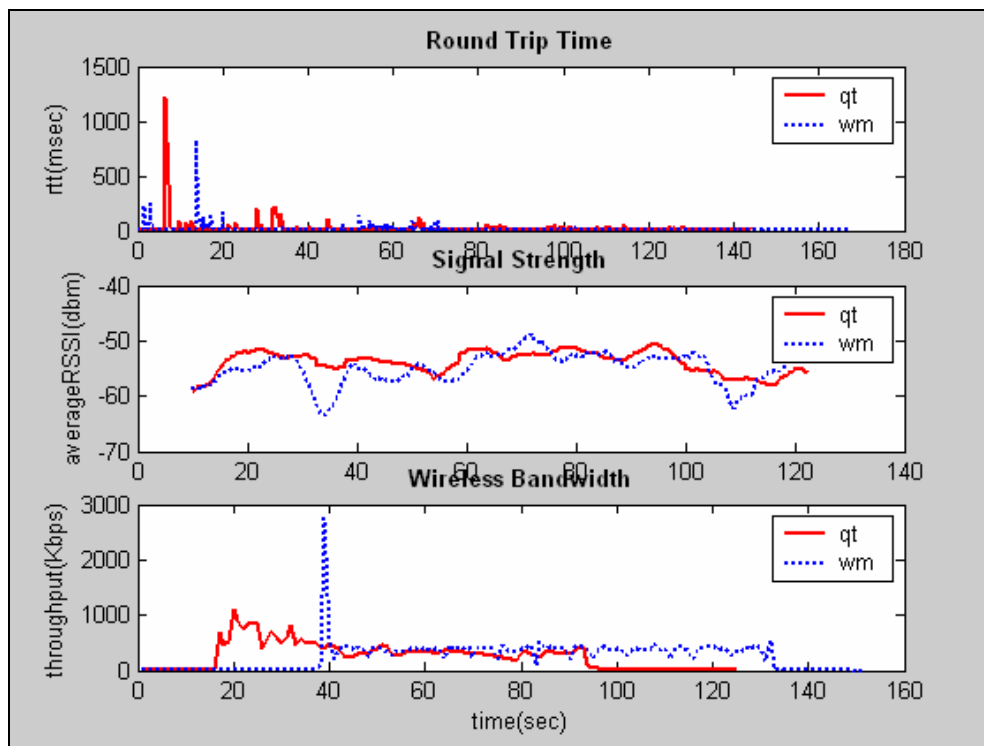 Round Trip Time
1500
1000
500
0
rtt(msec)
qt
wm
0 20 40 60 80 100 120 140 160 180
Signal Strength
-40
-50
-60
-70
averageRSSI(dbm)
qt
wm
0 20 40 60 80 100 120 140
Wireless Bandwidth
3000
2000
1000
0
throughput(Kbps)
qt
wm
0 20 40 60 80 100 120 140 160
time(sec)